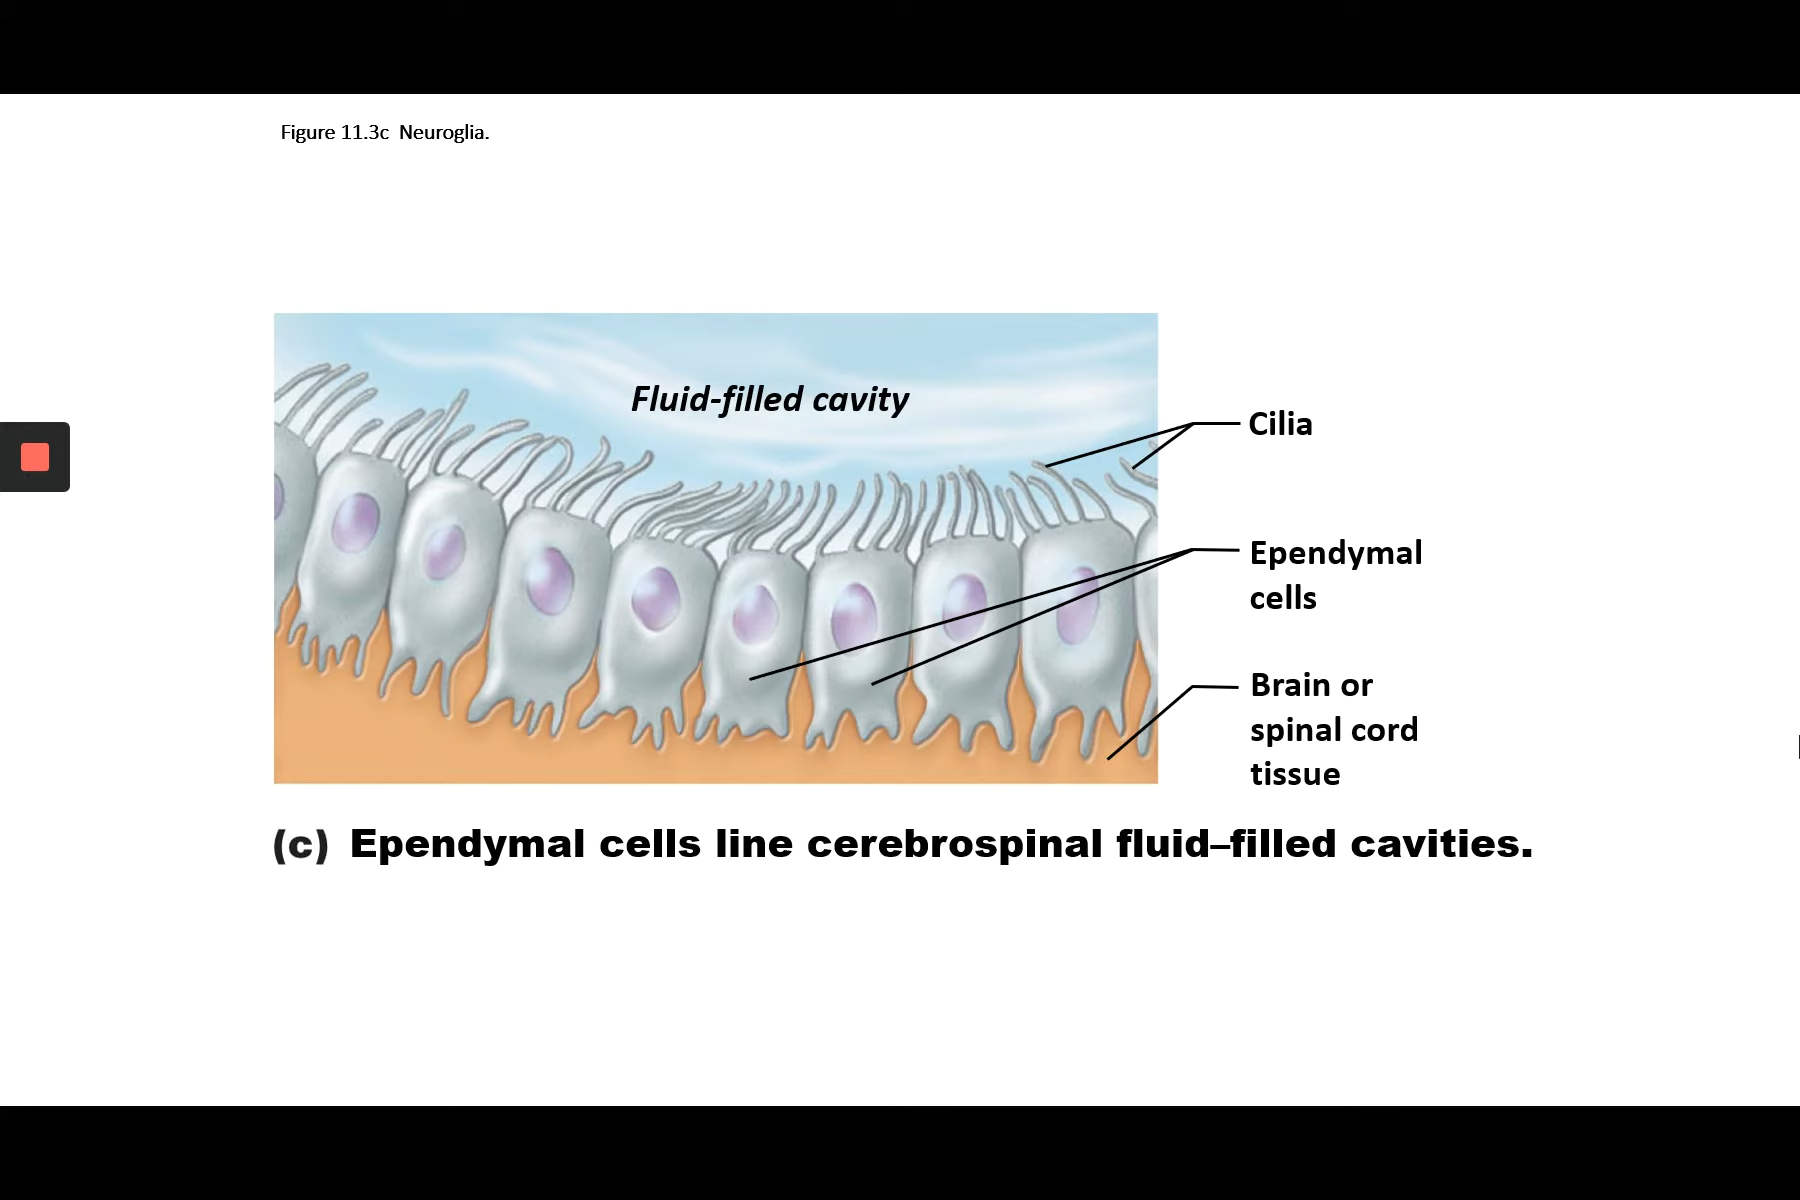 Figure 11.3c  Neuroglia.
Fluid-filled cavity
Cilia
Ependymal
cells
Brain or
spinal cord
tissue
(c) Ependymal cells line cerebrospinal fluid–filled cavities.